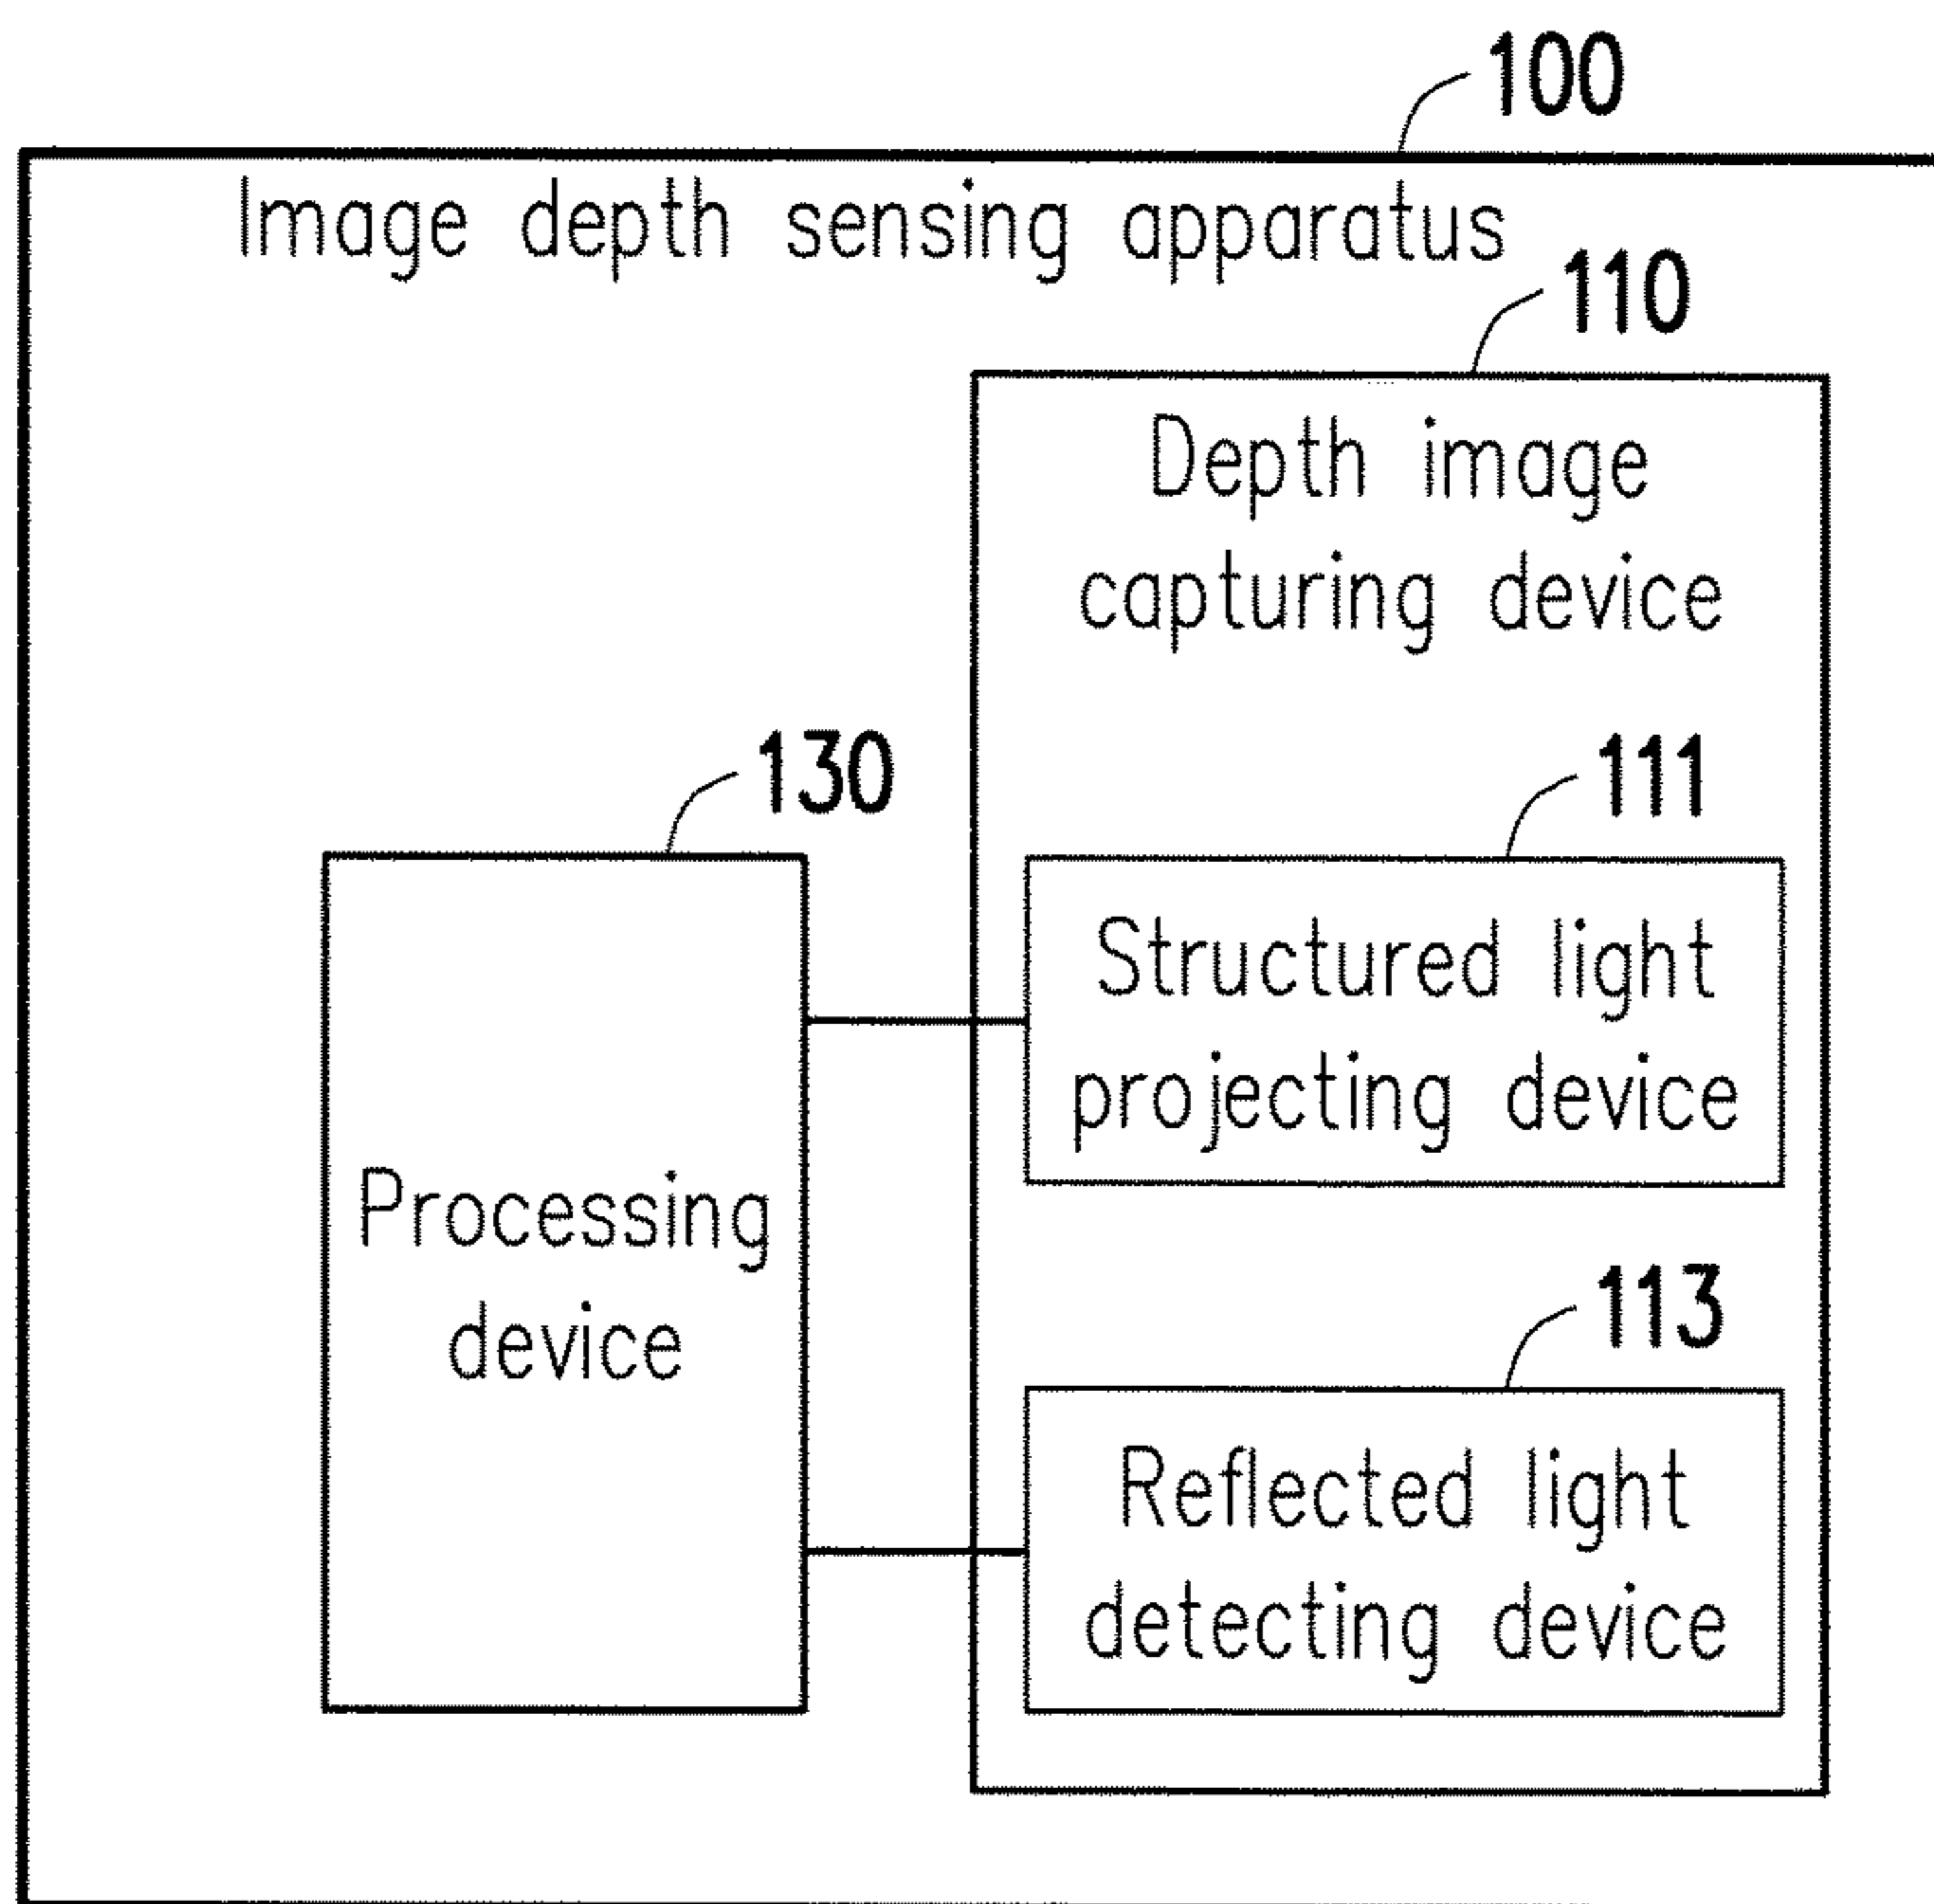 100
Image depth sensing apparatus
110
Depth image
capturing device
130
111
Structured light
projecting device
Processing
device
113
Reflected light
detecting device